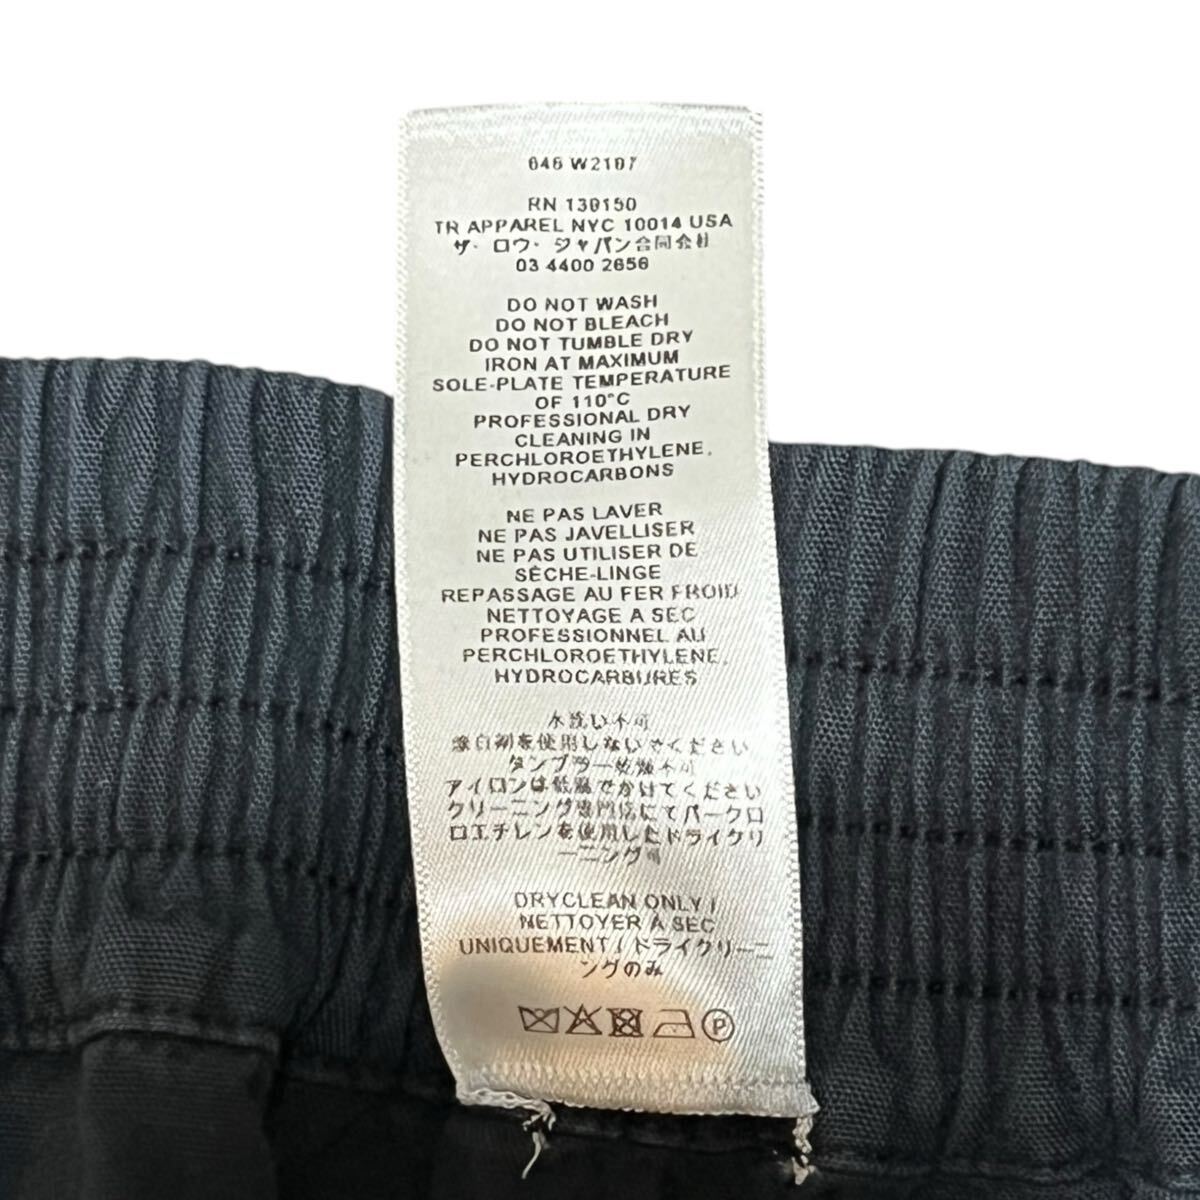 646 W2187
RN 130150
TR APPAREL NYC 10014 USA
ザ・ロウ・ジャパン合同会社
03 4400 2656
DO NOT WASH
DO NOT BLEACH
DO NOT TUMBLE DRY
IRON AT MAXIMUM
SOLE-PLATE TEMPERATURE
OF 110°C
PROFESSIONAL DRY
CLEANING IN
PERCHLOROETHYLENE,
HYDROCARBONS
NE PAS LAVER
NE PAS JAVELLISER
NE PAS UTILISER DE
SÈCHE-LINGE
REPASSAGE AU FER FROID
NETTOYAGE A SEC
PROFESSIONNEL AU
PERCHLOROETHYLENE,
HYDROCARBURES
水洗い不可
漂白剤を使用しないでください
タンブラー乾燥不可
アイロンは低温でかけてください
クリーニング専門店にてパークロ
ロエチレンを使用したドライクリ
ーニング可
DRYCLEAN ONLY /
NETTOYER A SEC
UNIQUEMENT / ドライクリーニ
ングのみ
P